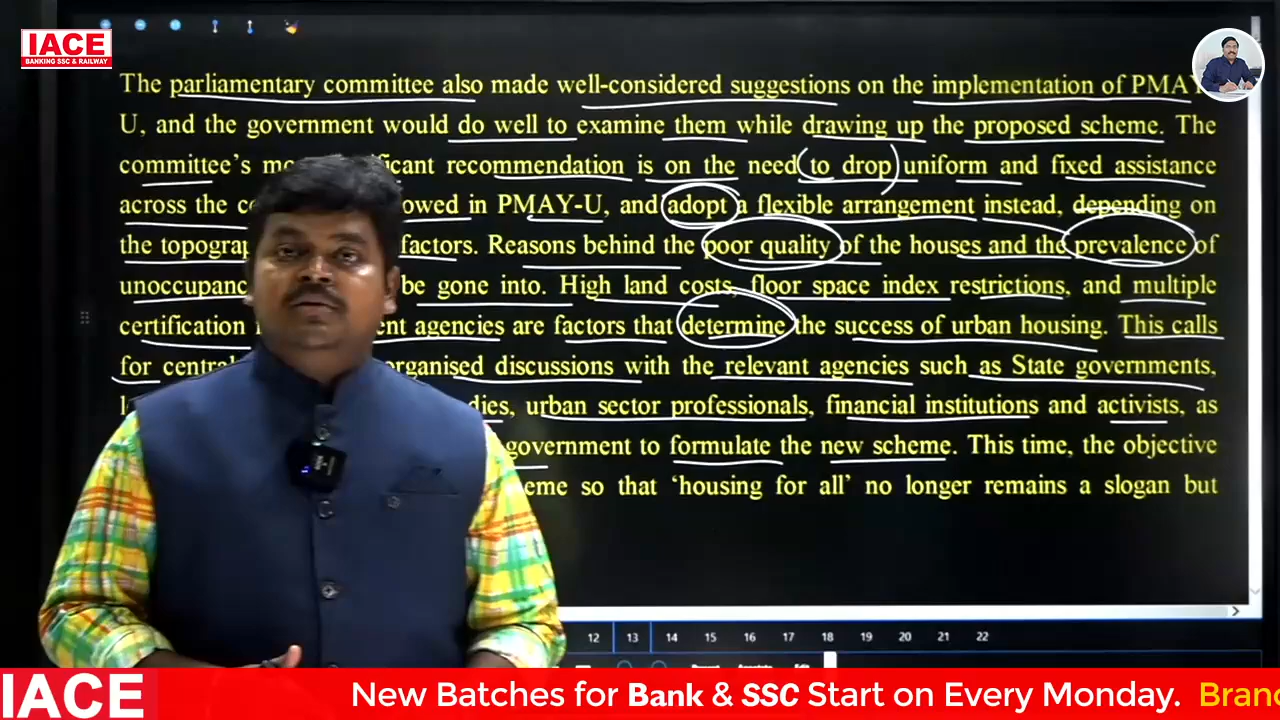 IACE
BANKING SSC & RAILWAY
The parliamentary committee also made well-considered suggestions on the implementation of PMAY
U, and the government would do well to examine them while drawing up the proposed scheme. The
committee's recommendation is on the need to drop uniform and fixed assistance
across the PMAY-U, and adopt a flexible arrangement instead, depending on
the factors. Reasons behind the poor quality of the houses and the prevalence of
be gone into. High land costs, floor space index restrictions, and multiple
certification agencies are factors that determine the success of urban housing. This calls
for organised discussions with the relevant agencies such as State governments,
urban sector professionals, financial institutions and activists, as
government to formulate the new scheme. This time, the objective
so that 'housing for all' no longer remains a slogan but
12 13 14 15 16 17 18 19 20 21 22
IACE New Batches for Bank & SSC Start on Every Monday.